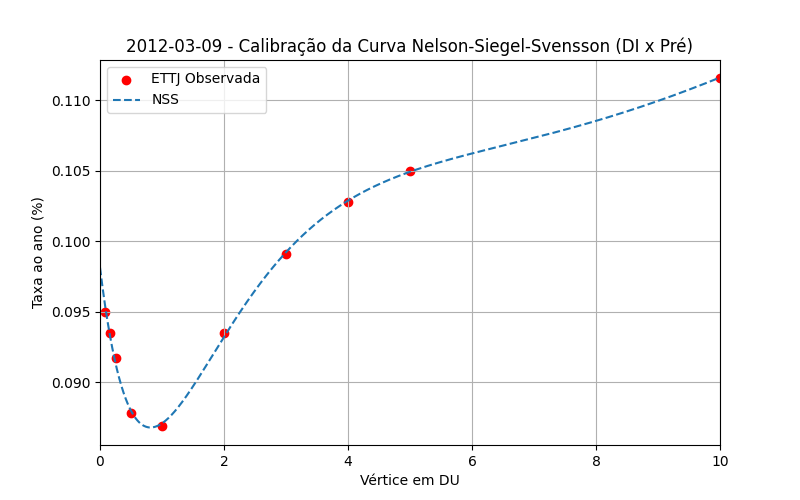 2012-03-09 - Calibração da Curva Nelson-Siegel-Svensson (DI x Pré)
ETTJ Observada
NSS
Taxa ao ano (%)
0.110
0.105
0.100
0.095
0.090
0 2 4 6 8 10
Vértice em DU